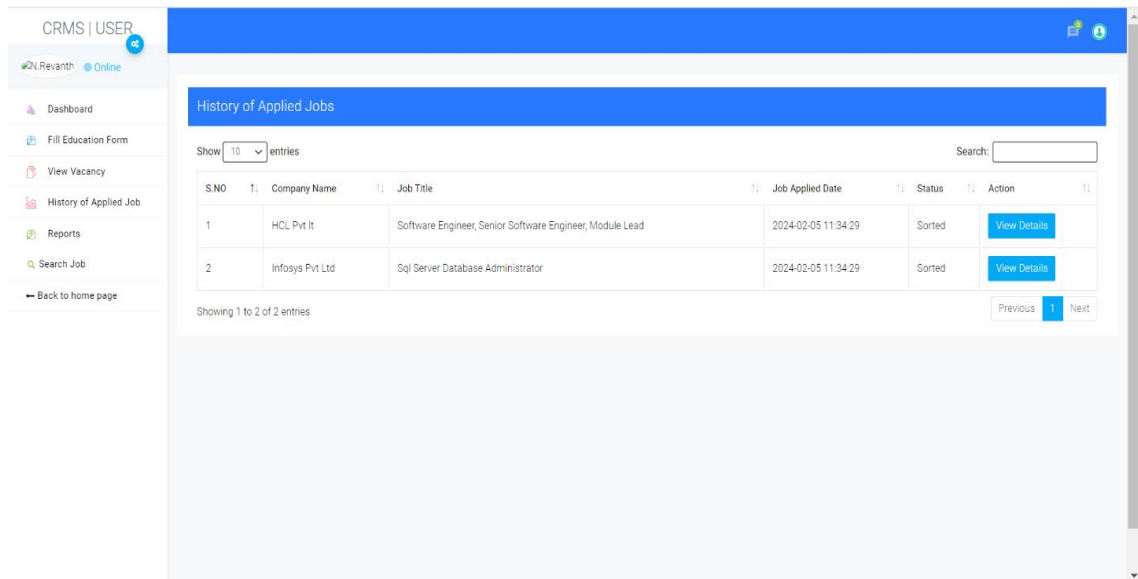 CRMS | USER
0
N.Revanth Online
Dashboard
Fill Education Form
View Vacancy
History of Applied Job
Reports
Search Job
Back to home page
History of Applied Jobs
Show 10 entries
Search:
S.NO Company Name Job Title Job Applied Date Status Action
1 HCL Pvt lt Software Engineer, Senior Software Engineer, Module Lead 2024-02-05 11:34:29 Sorted View Details
2 Infosys Pvt Ltd Sql Server Database Administrator 2024-02-05 11:34:29 Sorted View Details
Showing 1 to 2 of 2 entries
Previous 1 Next